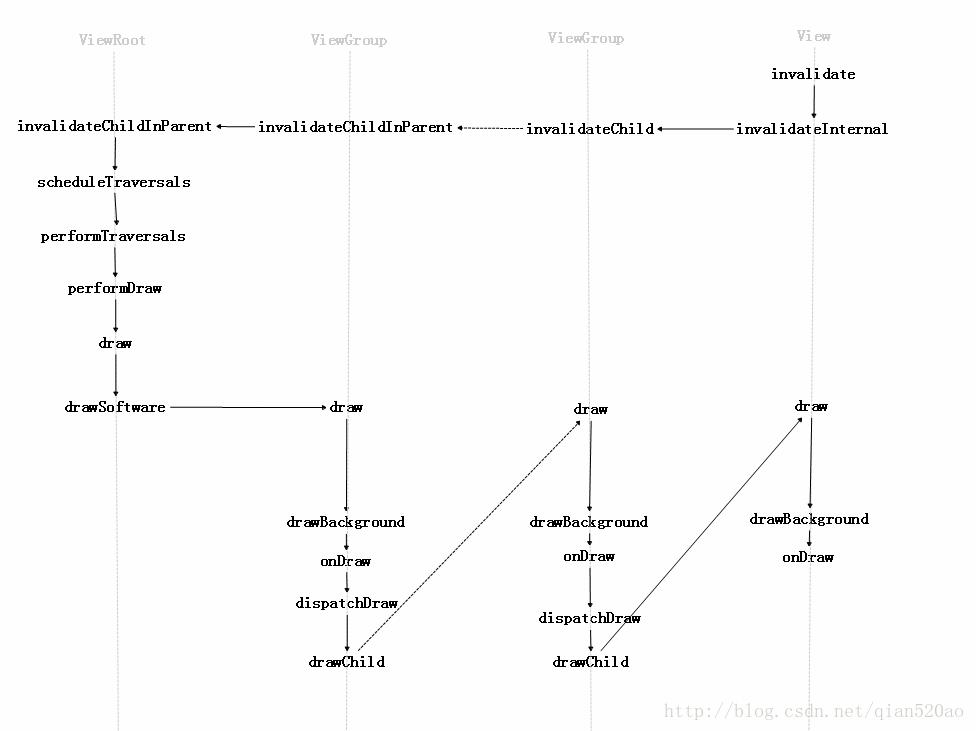 ViewRoot ViewGroup ViewGroup View
invalidate
invalidateChildInParent invalidateChildInParent invalidateChild invalidateInternal
scheduleTraversals
performTraversals
performDraw
draw
drawSoftware draw draw draw
drawBackground drawBackground drawBackground
onDraw onDraw onDraw
dispatchDraw dispatchDraw
drawChild drawChild
http://blog.csdn.net/qian520ao